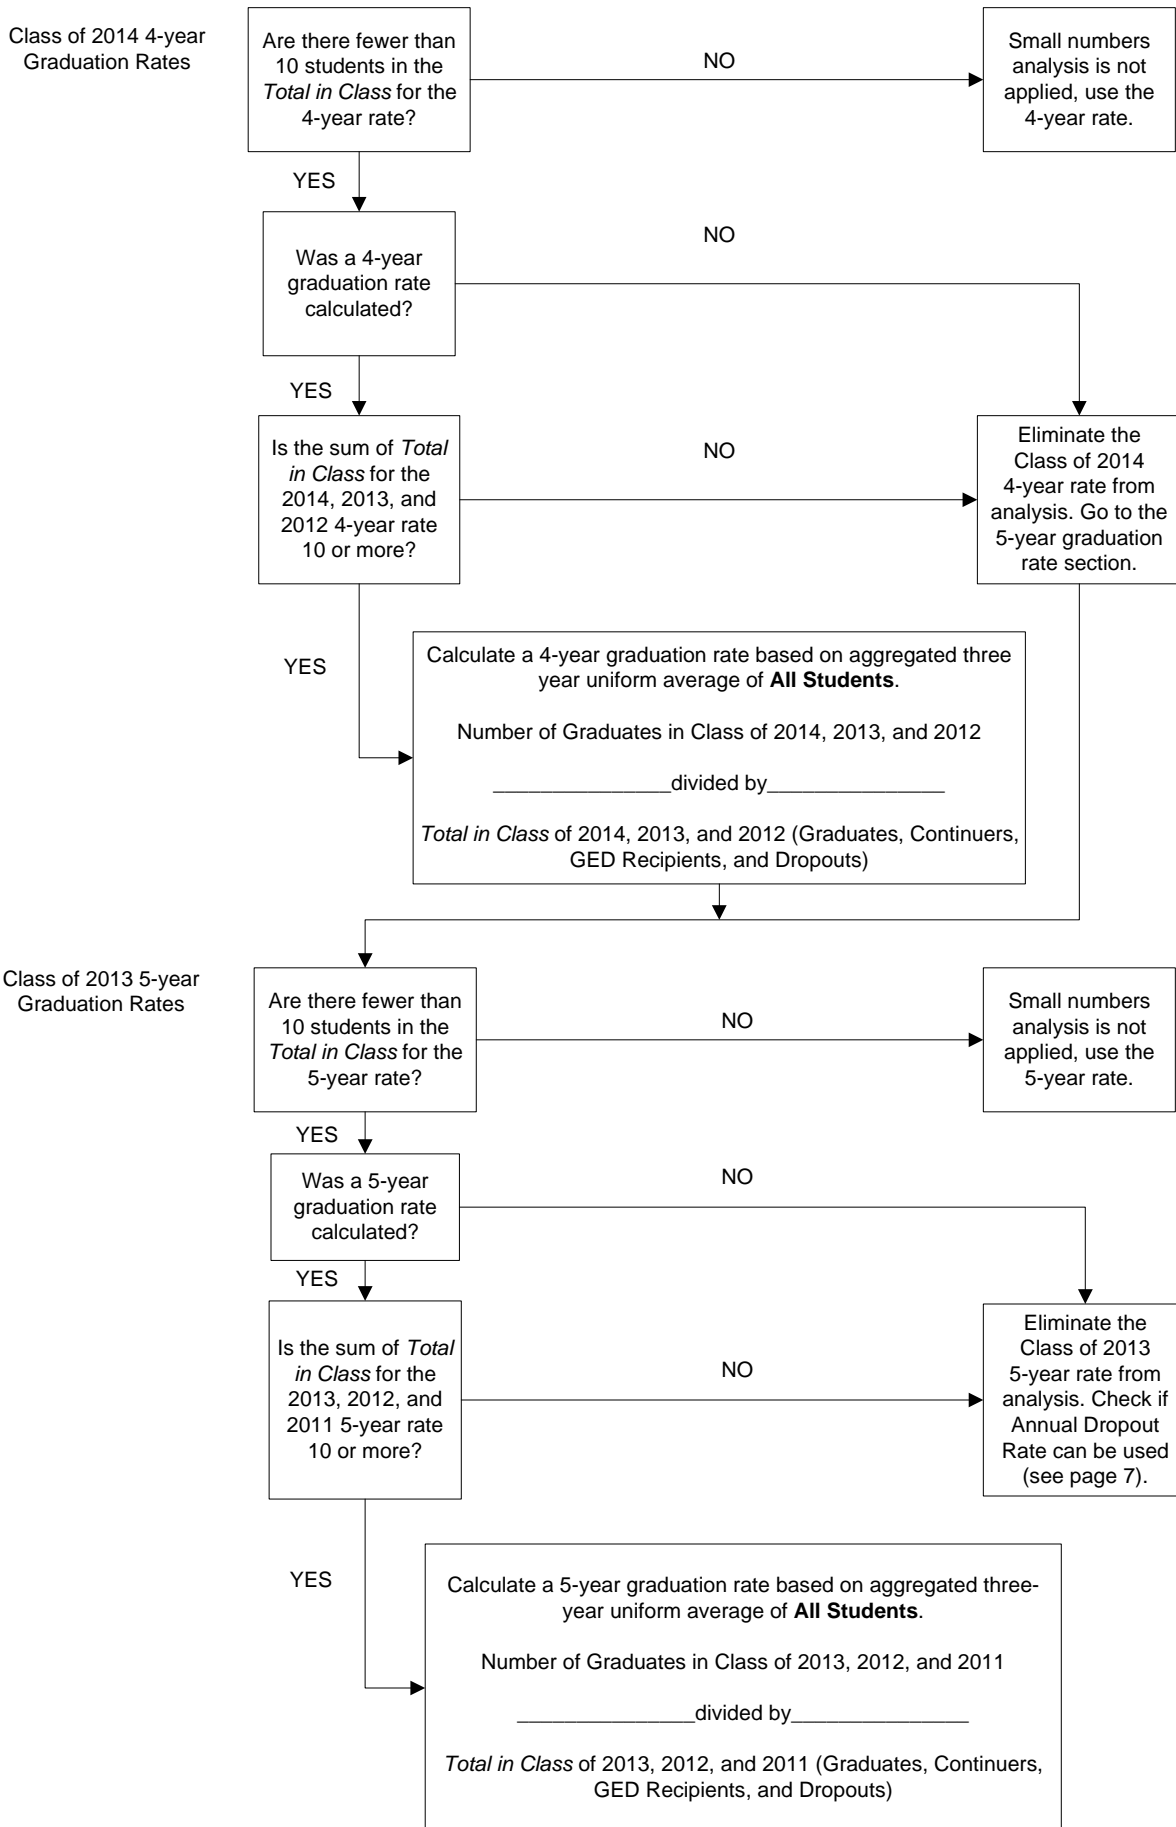 Class of 2014 4-year
Graduation Rates
Are there fewer than
10 students in the
Total in Class for the
4-year rate?
NO
Small numbers
analysis is not
applied, use the
4-year rate.
YES
Was a 4-year
graduation rate
calculated?
NO
YES
Is the sum of Total
in Class for the
2014, 2013, and
2012 4-year rate
10 or more?
NO
Eliminate the
Class of 2014
4-year rate from
analysis. Go to the
5-year graduation
rate section.
YES
Calculate a 4-year graduation rate based on aggregated three
year uniform average of All Students.
Number of Graduates in Class of 2014, 2013, and 2012
_______________divided by_______________
Total in Class of 2014, 2013, and 2012 (Graduates, Continuers,
GED Recipients, and Dropouts)
Class of 2013 5-year
Graduation Rates
Are there fewer than
10 students in the
Total in Class for the
5-year rate?
NO
Small numbers
analysis is not
applied, use the
5-year rate.
YES
Was a 5-year
graduation rate
calculated?
NO
YES
Is the sum of Total
in Class for the
2013, 2012, and
2011 5-year rate
10 or more?
NO
Eliminate the
Class of 2013
5-year rate from
analysis. Check if
Annual Dropout
Rate can be used
(see page 7).
YES
Calculate a 5-year graduation rate based on aggregated three-
year uniform average of All Students.
Number of Graduates in Class of 2013, 2012, and 2011
_______________divided by_______________
Total in Class of 2013, 2012, and 2011 (Graduates, Continuers,
GED Recipients, and Dropouts)